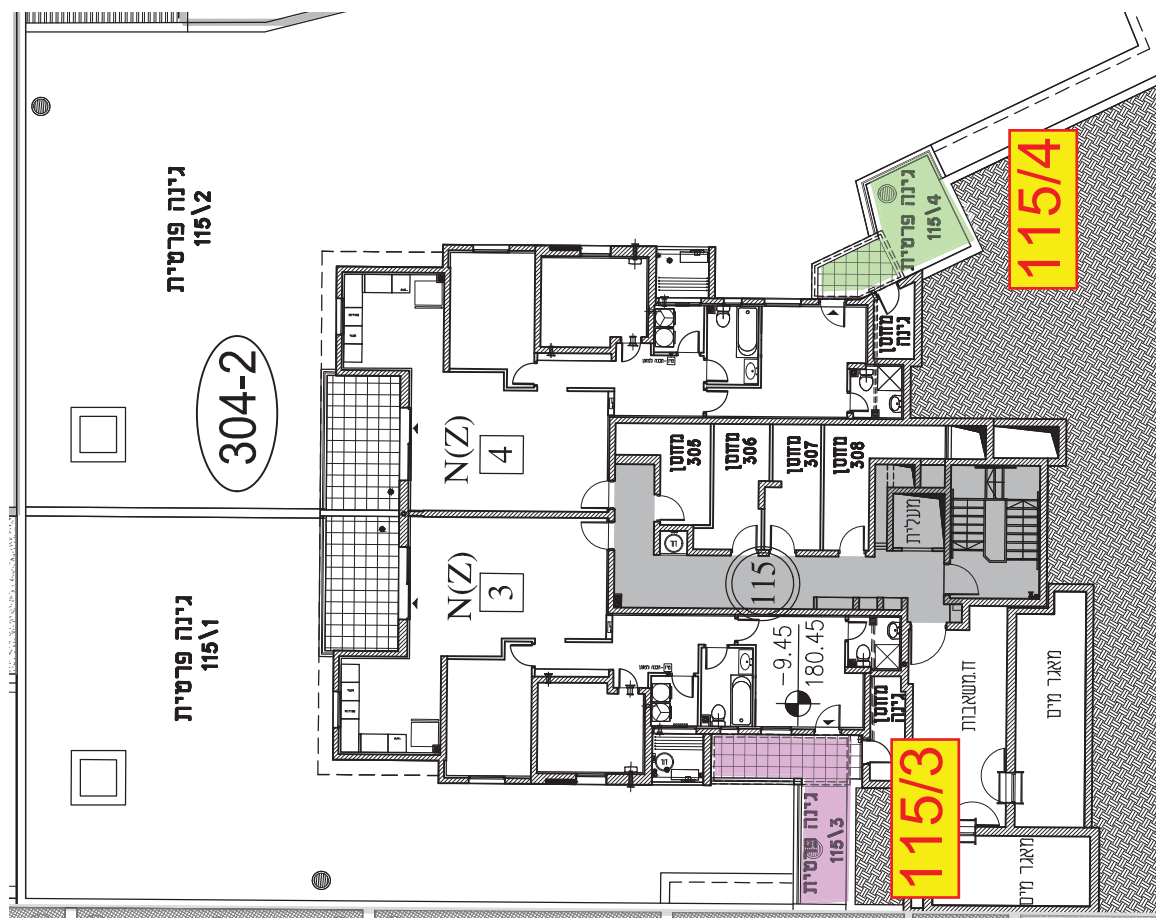 גינה פרטית
115\2
304-2
גינה פרטית
115\4
115/4
מחסן
גינה
N(Z)
4
מחסן
305
מחסן
306
מחסן
307
מחסן
308
מעלית
דוד
115
N(Z)
3
גינה פרטית
115\1
-9.45
180.45
מחסן
גינה
ח.משאבות
מאגר מים
מאגר מים
115/3
גינה פרטית
115\3